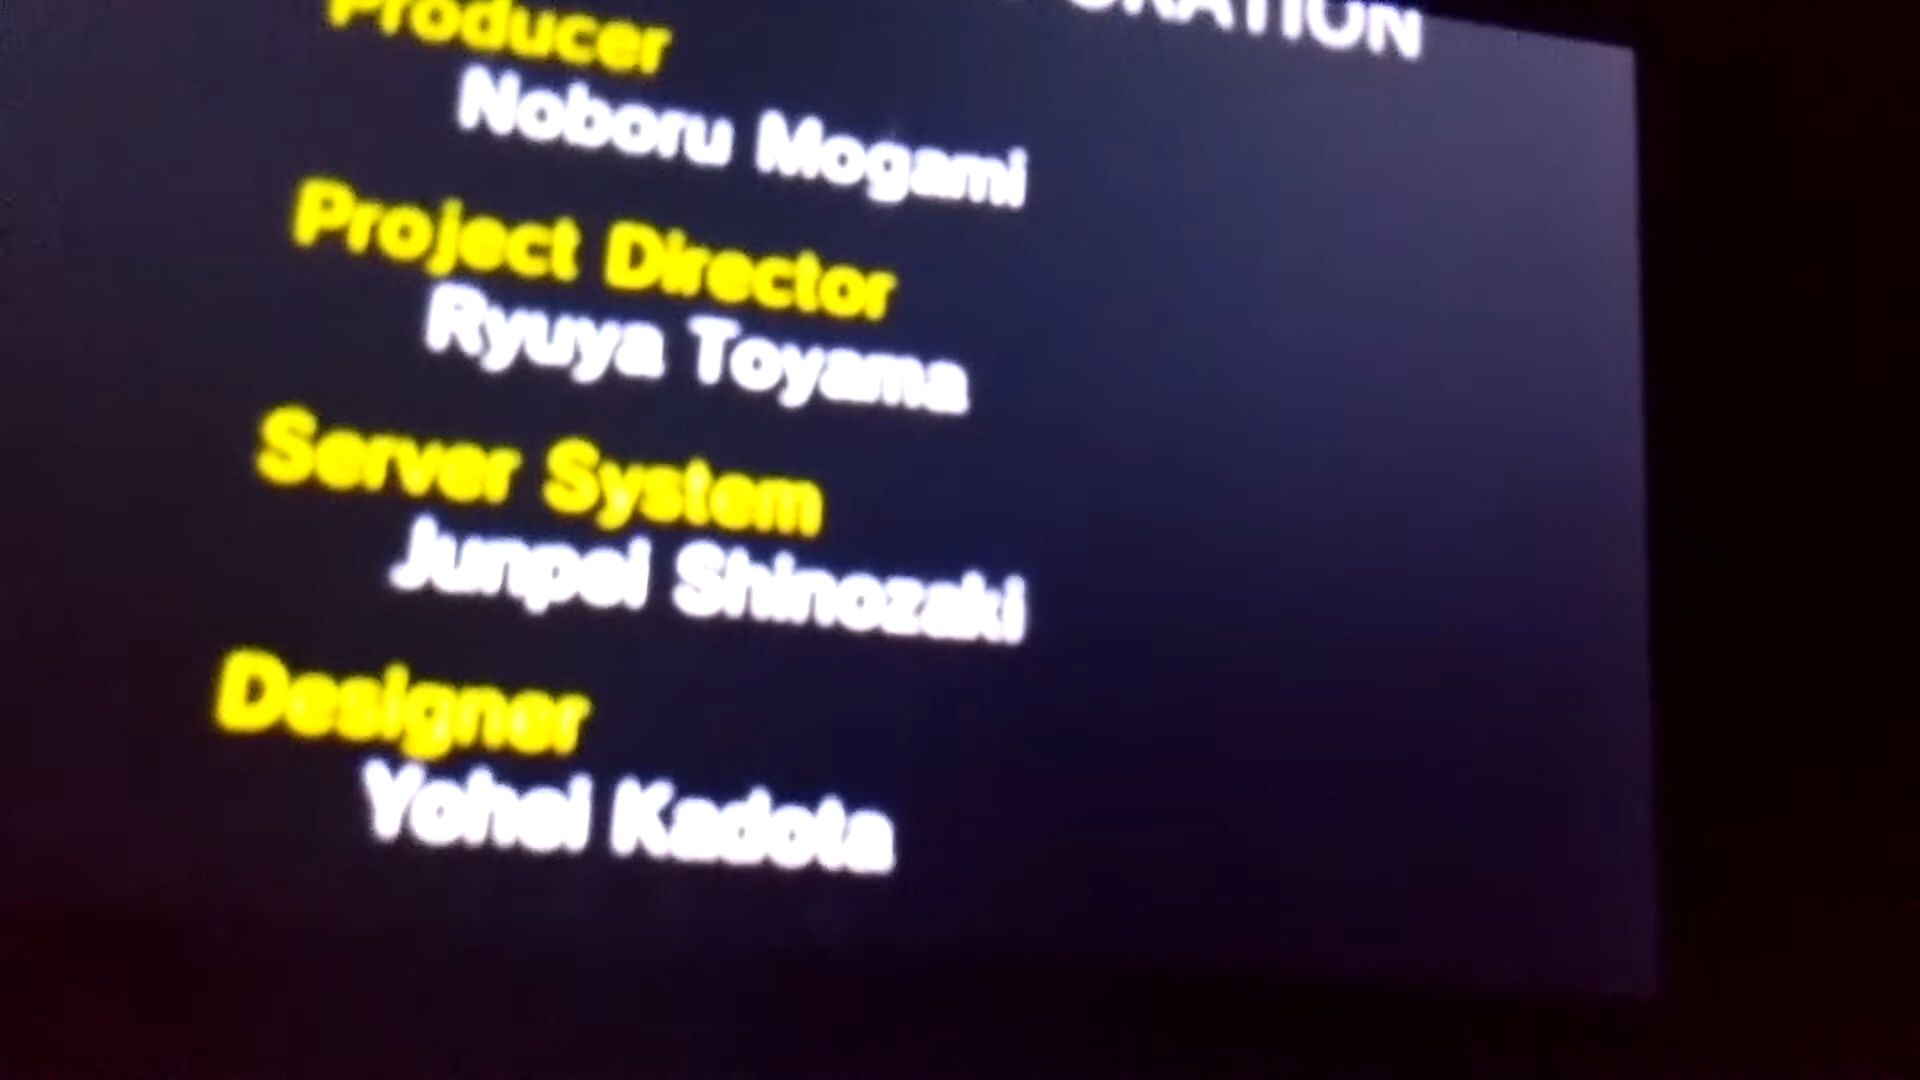 Producer
Noboru Mogami
Project Director
Ryuya Toyama
Server System
Junpei Shinozaki
Designer
Yohei Kadota